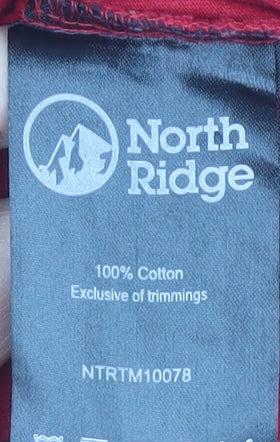 North
Ridge
100% Cotton
Exclusive of trimmings
NTRTM10078